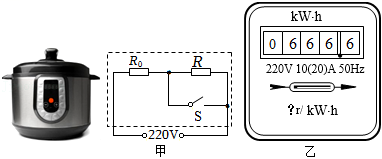 R₀
R
S
220V
甲
kW·h
0 6 6 6 6
220V 10(20)A 50Hz
?r/ kW·h
乙